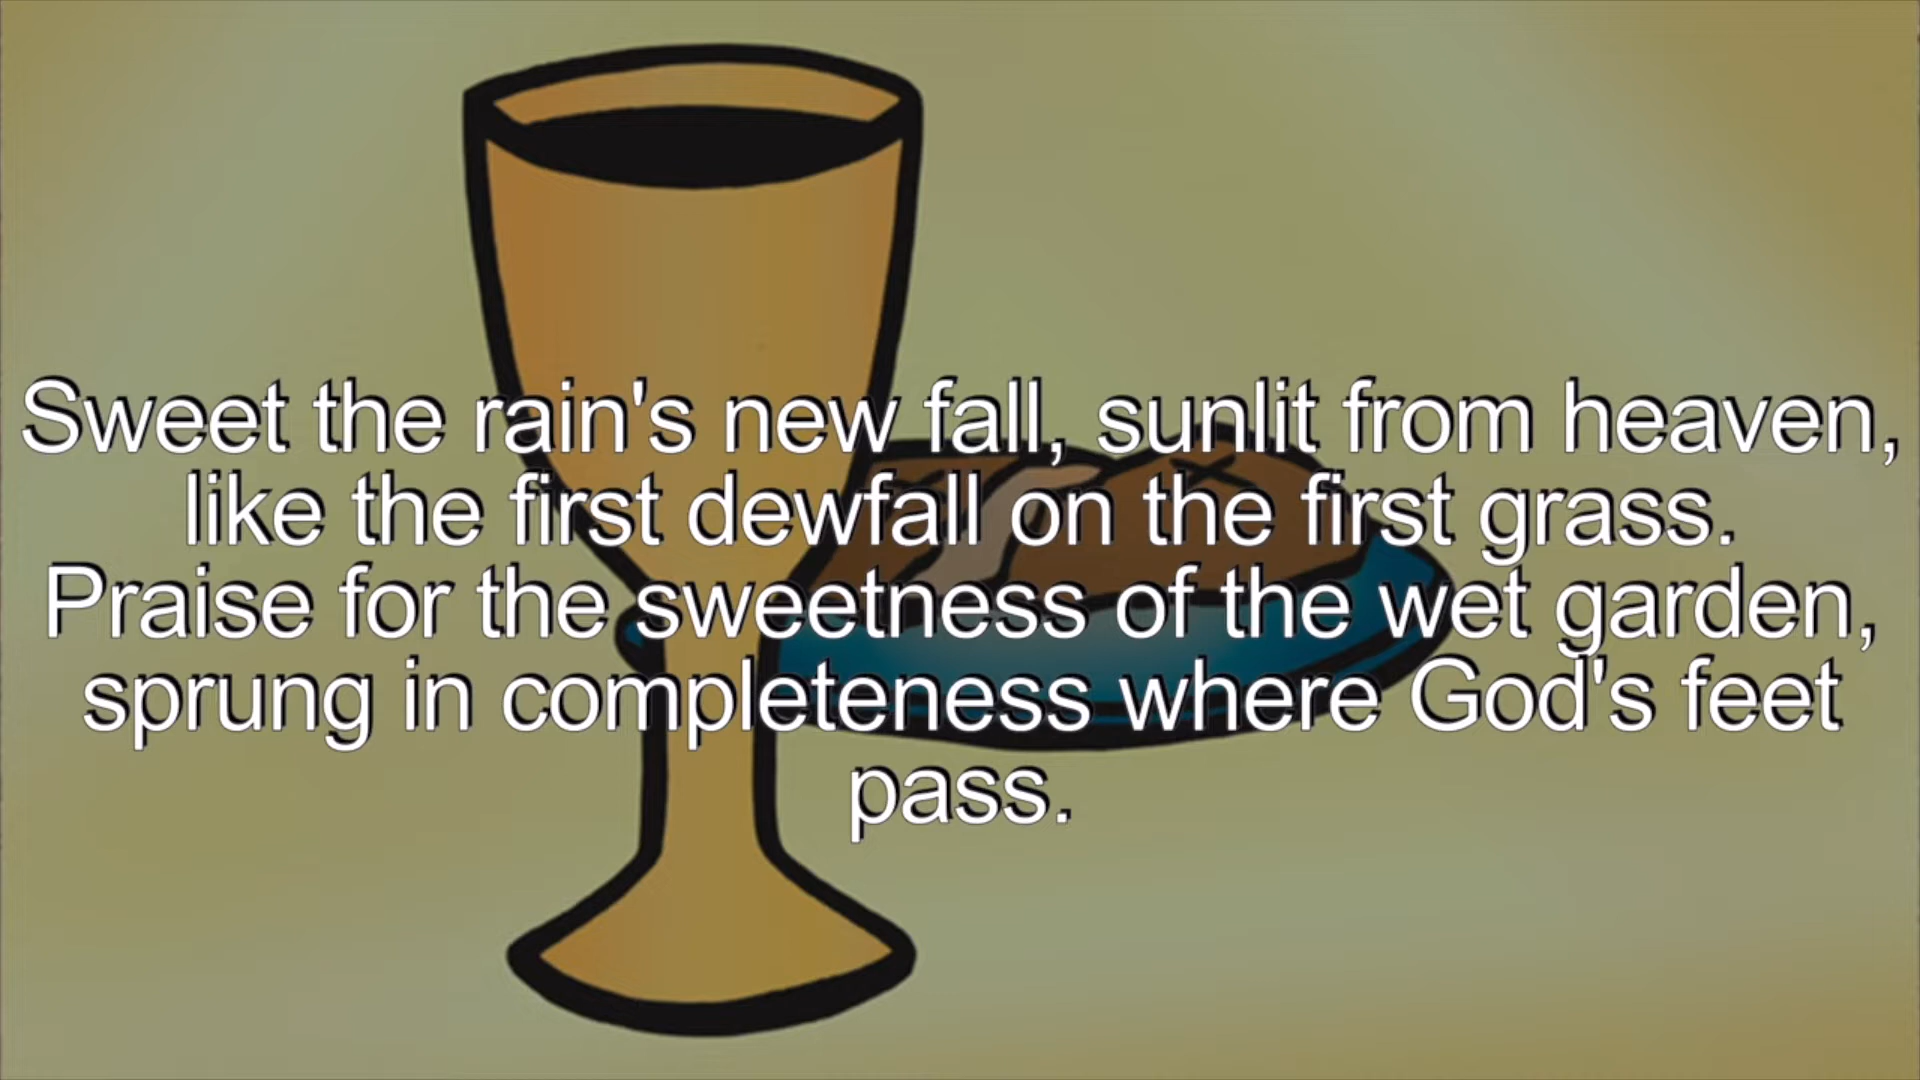 Sweet the rain's new fall, sunlit from heaven,
like the first dewfall on the first grass.
Praise for the sweetness of the wet garden,
sprung in completeness where God's feet
pass.